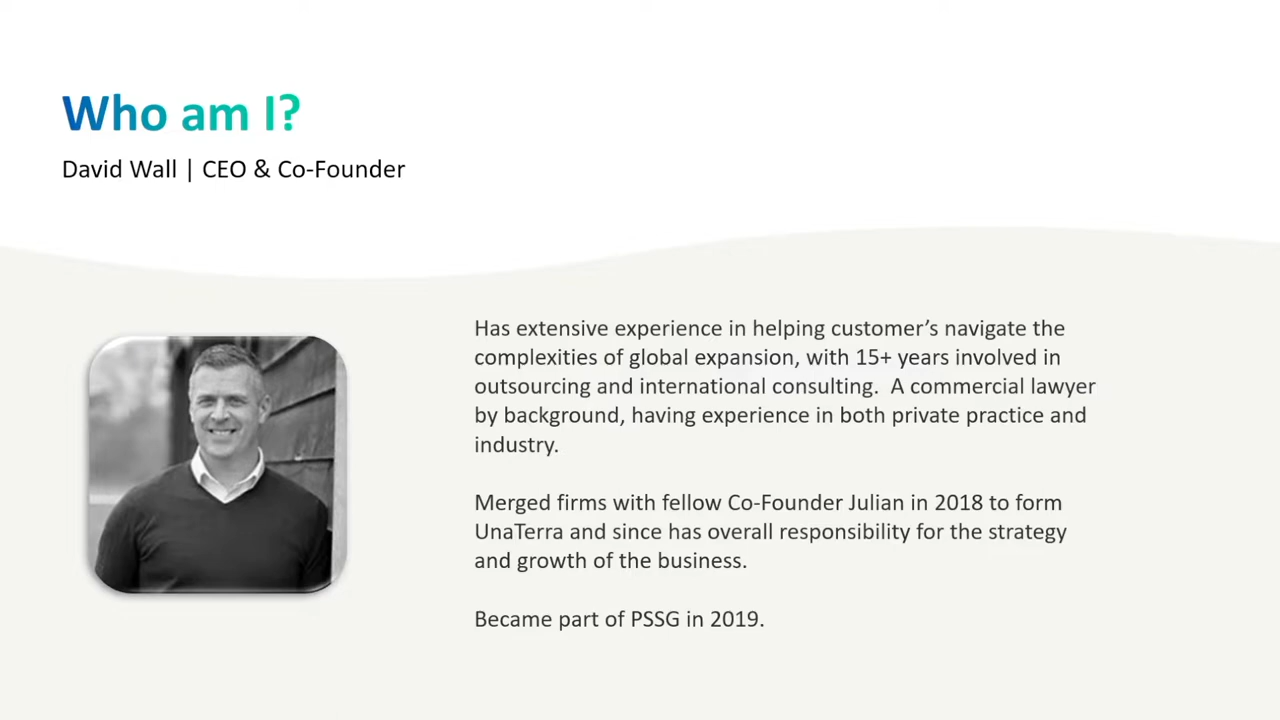 Who am I?
David Wall | CEO & Co-Founder
Has extensive experience in helping customer’s navigate the
complexities of global expansion, with 15+ years involved in
outsourcing and international consulting.  A commercial lawyer
by background, having experience in both private practice and
industry.
Merged firms with fellow Co-Founder Julian in 2018 to form
UnaTerra and since has overall responsibility for the strategy
and growth of the business.
Became part of PSSG in 2019.